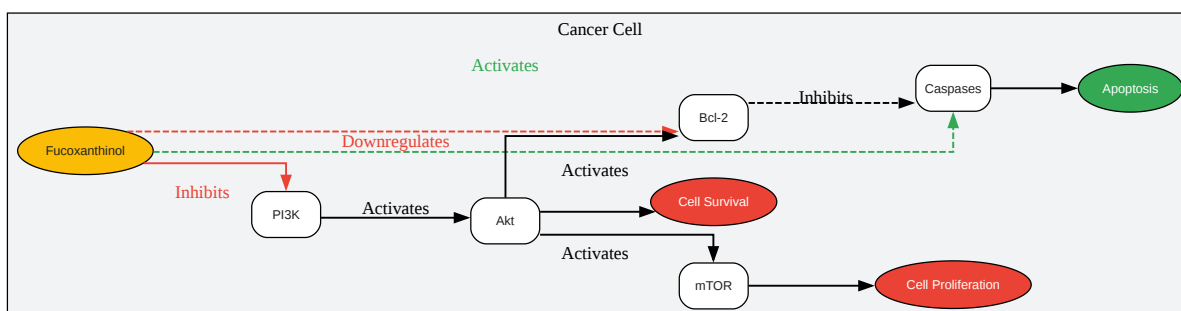 Cancer Cell
Activates
Caspases
Apoptosis
Inhibits
Bcl-2
Downregulates
Fucoxanthinol
Activates
Inhibits
Cell Survival
PI3K
Activates
Akt
Activates
mTOR
Cell Proliferation